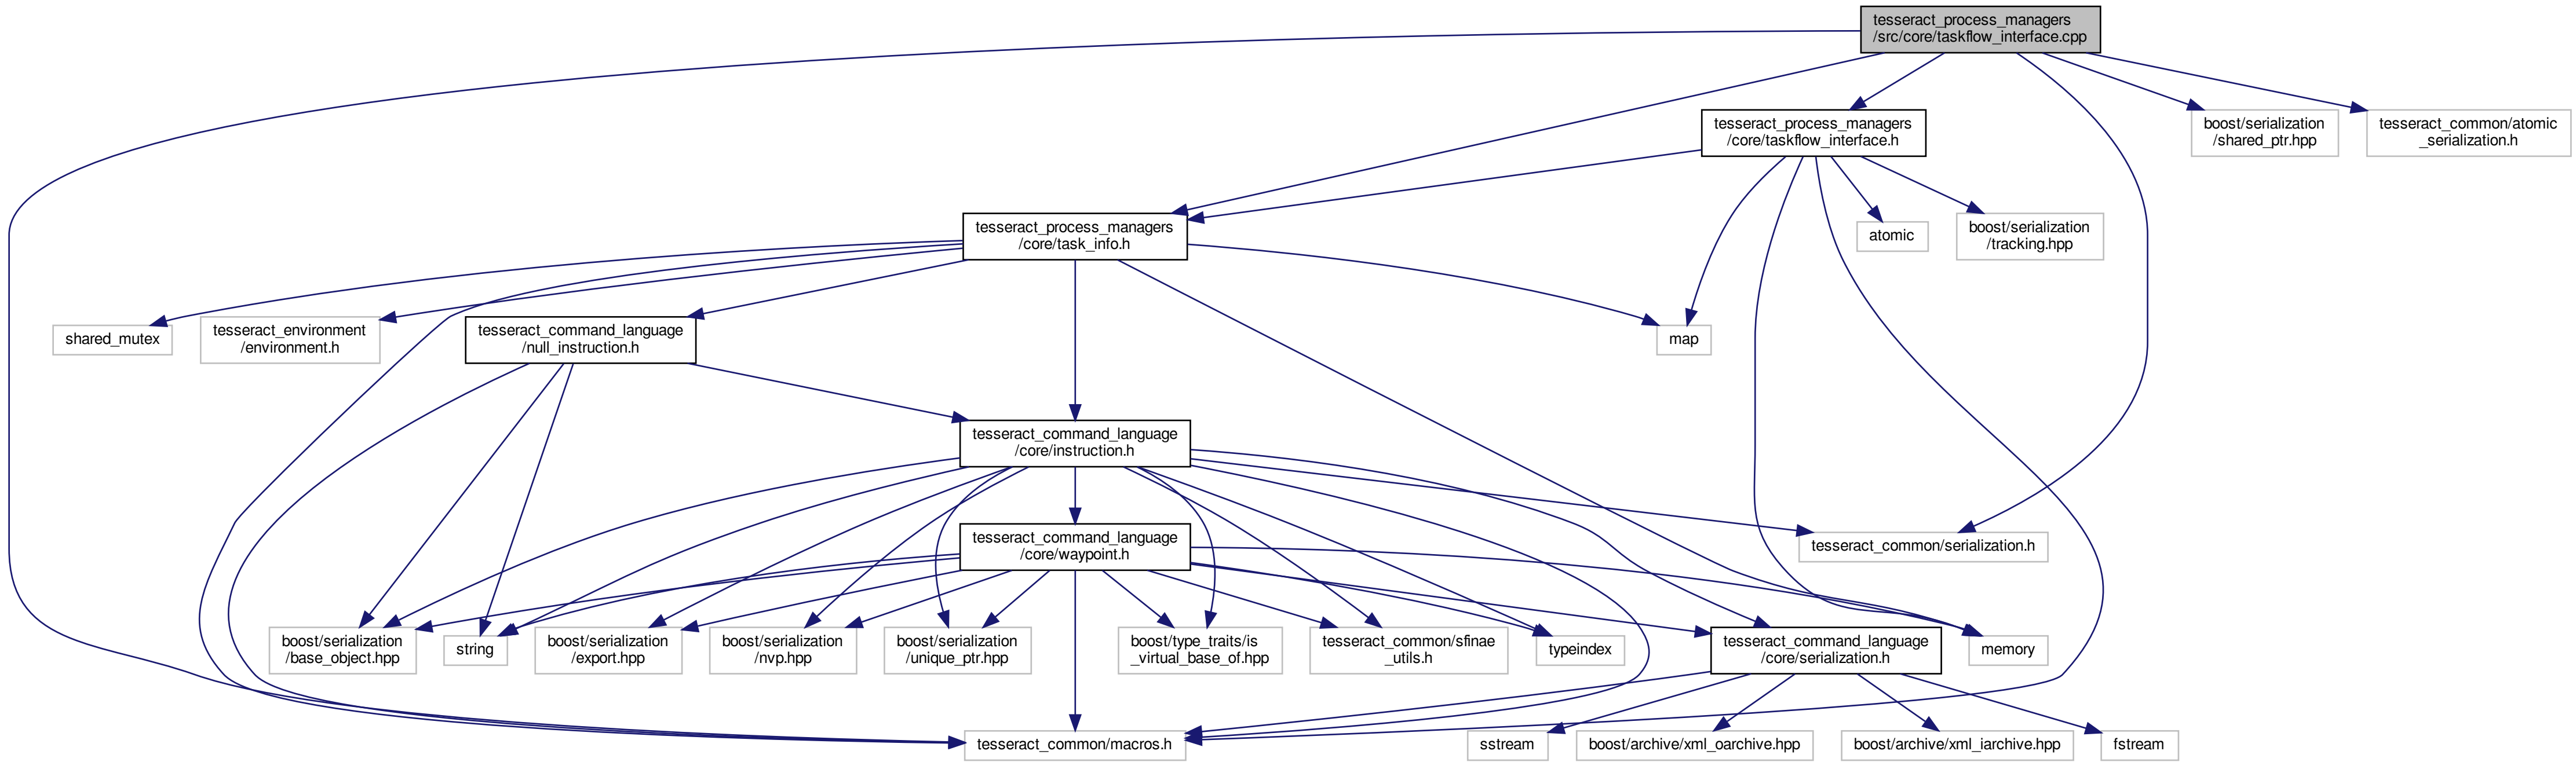 tesseract_process_managers
/src/core/taskflow_interface.cpp
tesseract_process_managers
/core/taskflow_interface.h
boost/serialization
/shared_ptr.hpp
tesseract_common/atomic
_serialization.h
tesseract_process_managers
/core/task_info.h
atomic
boost/serialization
/tracking.hpp
shared_mutex
tesseract_environment
/environment.h
tesseract_command_language
/null_instruction.h
map
tesseract_command_language
/core/instruction.h
tesseract_command_language
/core/waypoint.h
tesseract_common/serialization.h
boost/serialization
/base_object.hpp
string
boost/serialization
/export.hpp
boost/serialization
/nvp.hpp
boost/serialization
/unique_ptr.hpp
boost/type_traits/is
_virtual_base_of.hpp
tesseract_common/sfinae
_utils.h
typeindex
tesseract_command_language
/core/serialization.h
memory
tesseract_common/macros.h
sstream
boost/archive/xml_oarchive.hpp
boost/archive/xml_iarchive.hpp
fstream